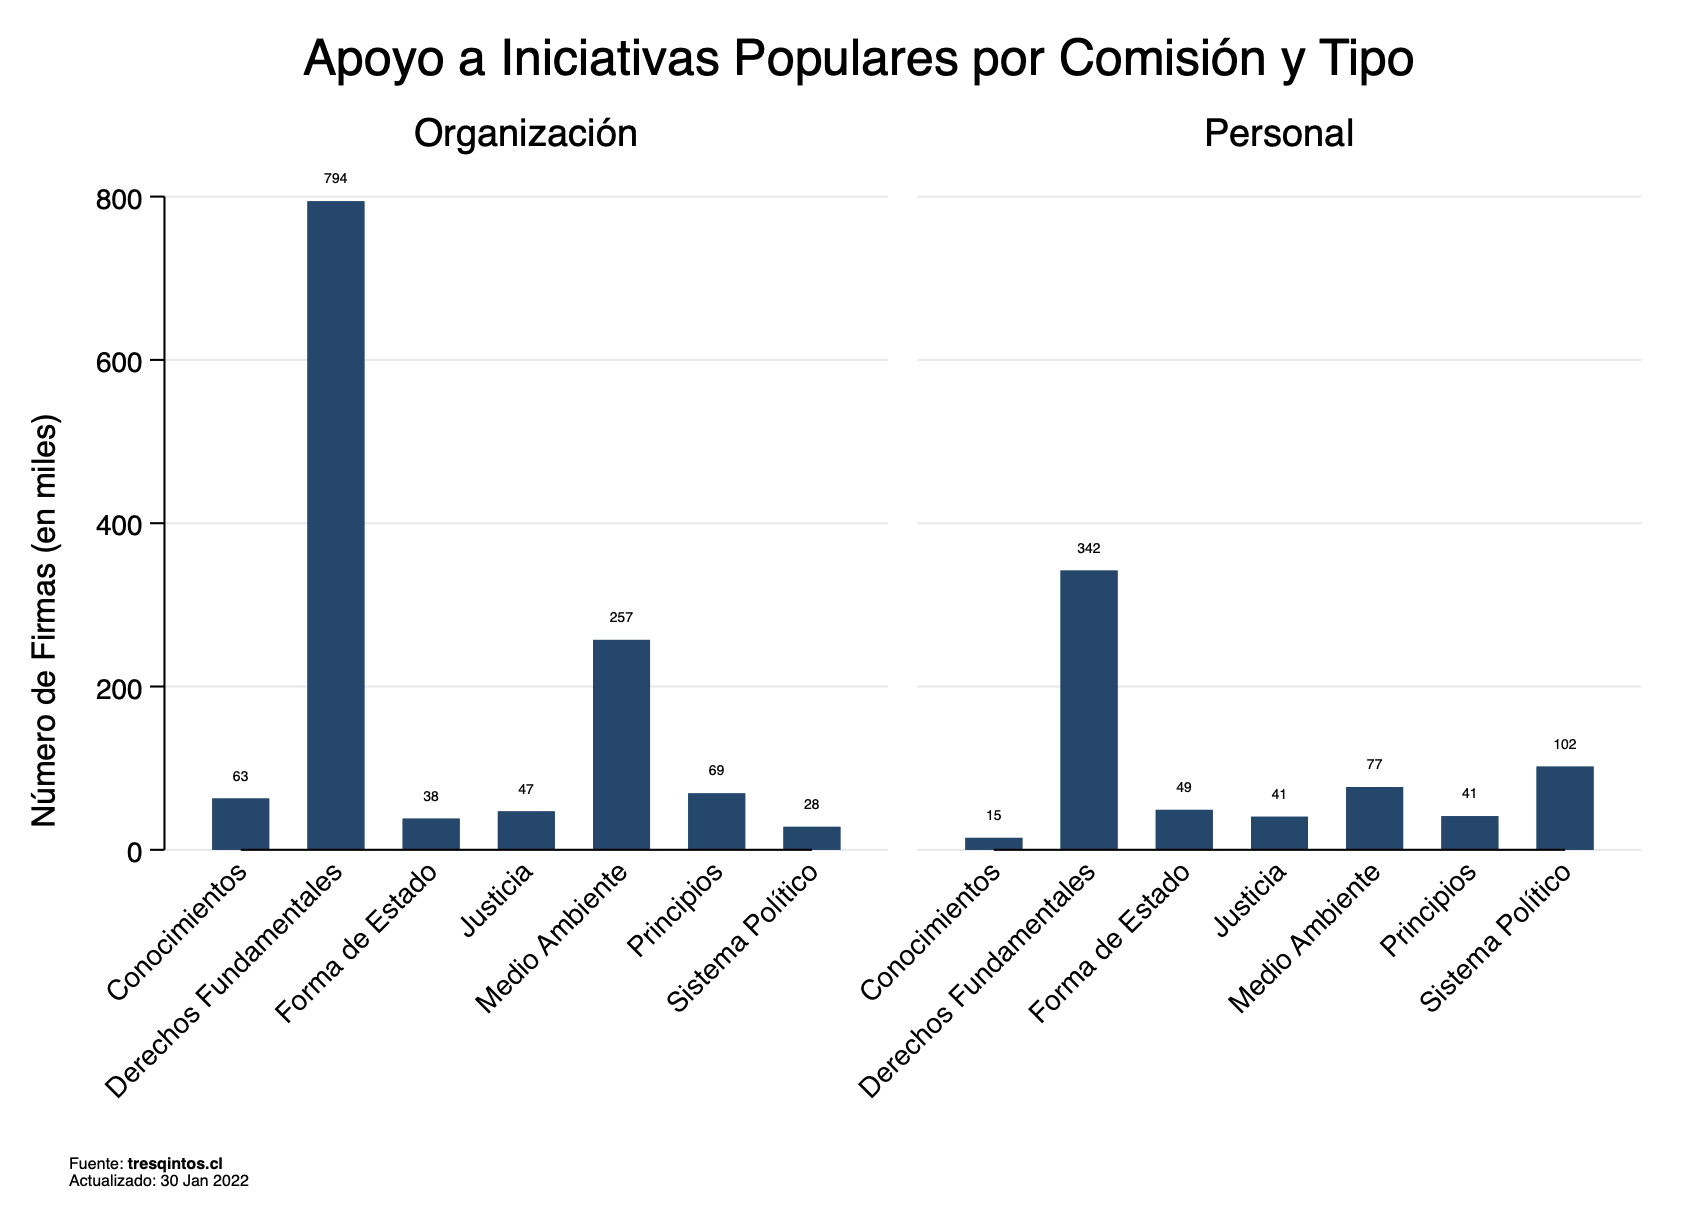 Apoyo a Iniciativas Populares por Comisión y Tipo
Organización
Personal
Número de Firmas (en miles)
800
600
400
200
0
63
794
38
47
257
69
28
Conocimientos
Derechos Fundamentales
Forma de Estado
Justicia
Medio Ambiente
Principios
Sistema Político
15
342
49
41
77
41
102
Conocimientos
Derechos Fundamentales
Forma de Estado
Justicia
Medio Ambiente
Principios
Sistema Político
Fuente: tresqintos.cl
Actualizado: 30 Jan 2022